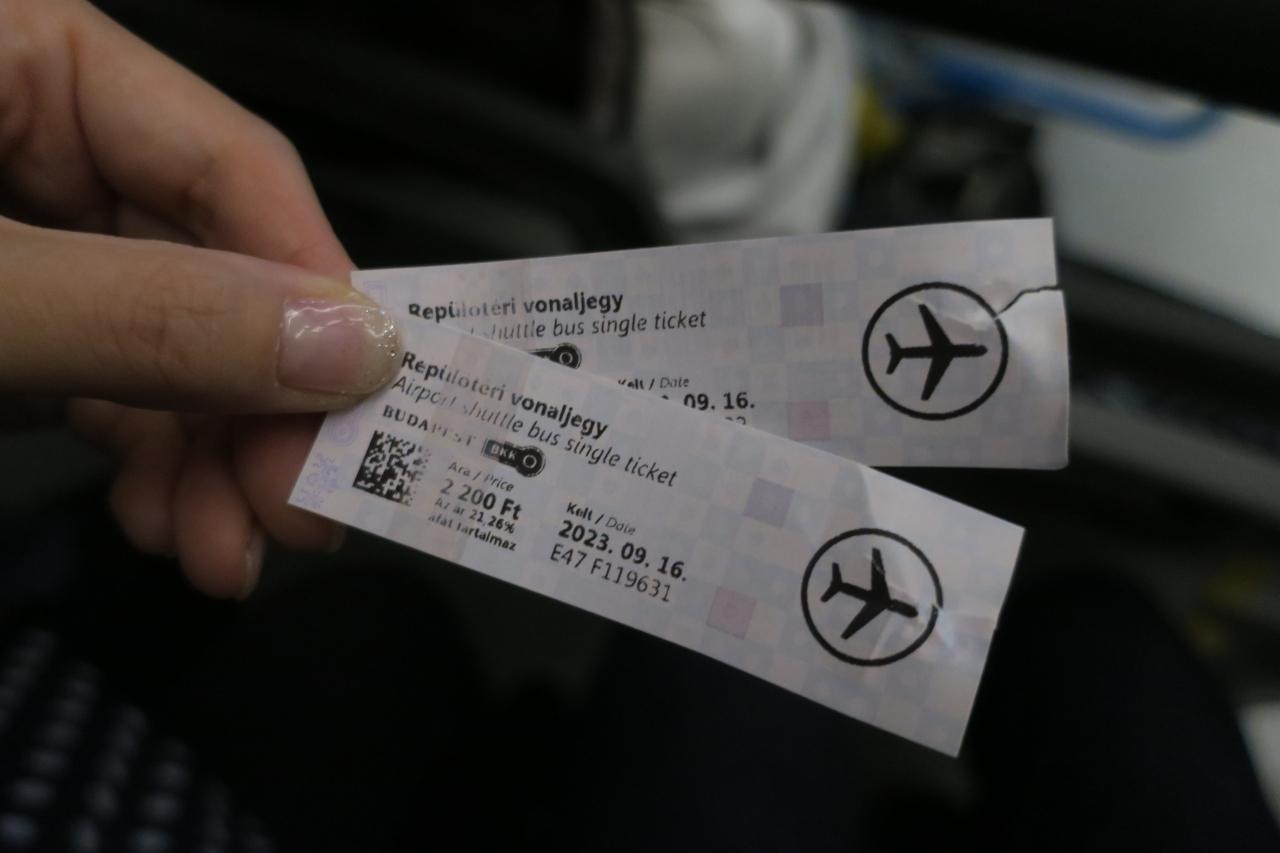 Repülőtéri vonaljegy
shuttle bus single ticket
Kelt / Date
09. 16.
Repülőtéri vonaljegy
Airport shuttle bus single ticket
BUDAPEST BKK
Ára / Price
2 200 Ft
Az ár 21,26%
áfát tartalmaz
Kelt / Date
2023. 09. 16.
E47 F119631